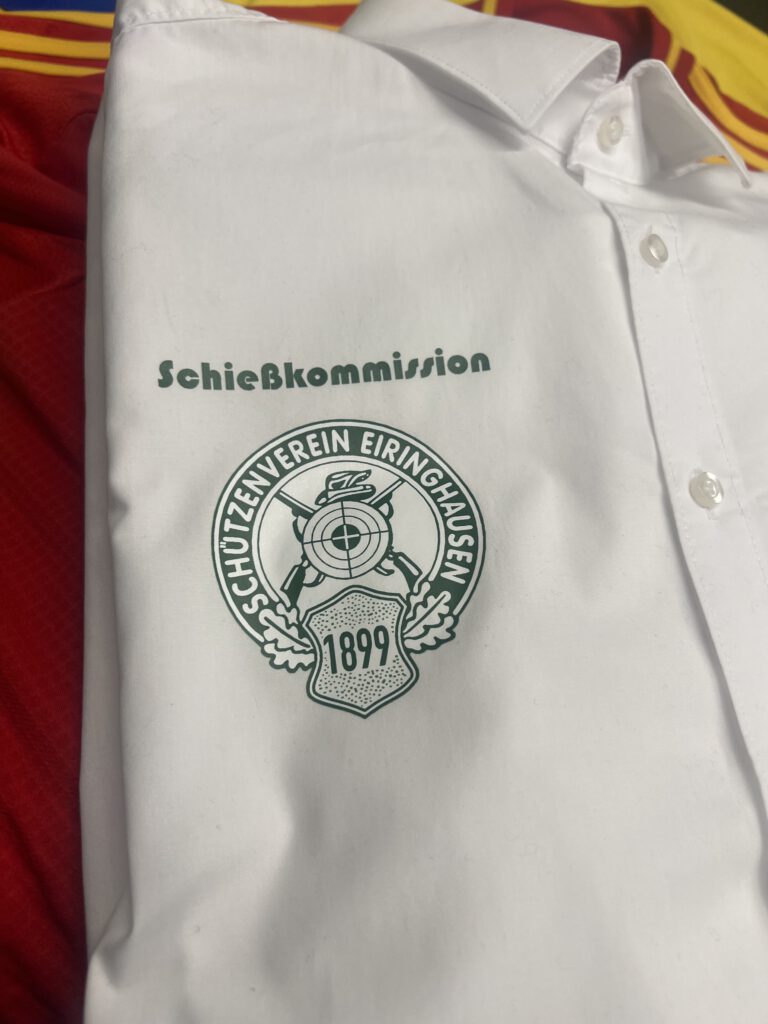 Schießkommission
SCHÜTZENVEREIN EIRINGHAUSEN
1899